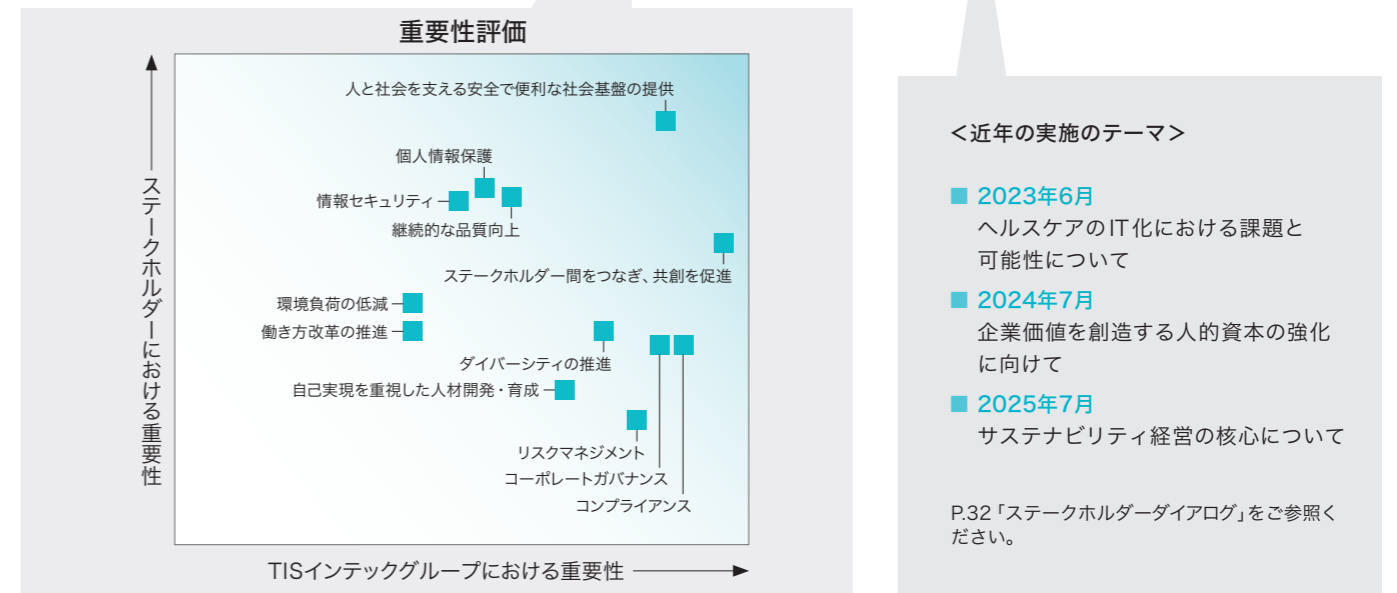 重要性評価
人と社会を支える安全で便利な社会基盤の提供
個人情報保護
情報セキュリティ
継続的な品質向上
ステークホルダー間をつなぎ、共創を促進
環境負荷の低減
働き方改革の推進
ダイバーシティの推進
自己実現を重視した人材開発・育成
リスクマネジメント
コーポレートガバナンス
コンプライアンス
ステークホルダーにおける重要性
TISインテックグループにおける重要性
＜近年の実施のテーマ＞
2023年6月
ヘルスケアのIT化における課題と
可能性について
2024年7月
企業価値を創造する人的資本の強化
に向けて
2025年7月
サステナビリティ経営の核心について
P.32「ステークホルダーダイアログ」をご参照く
ださい。